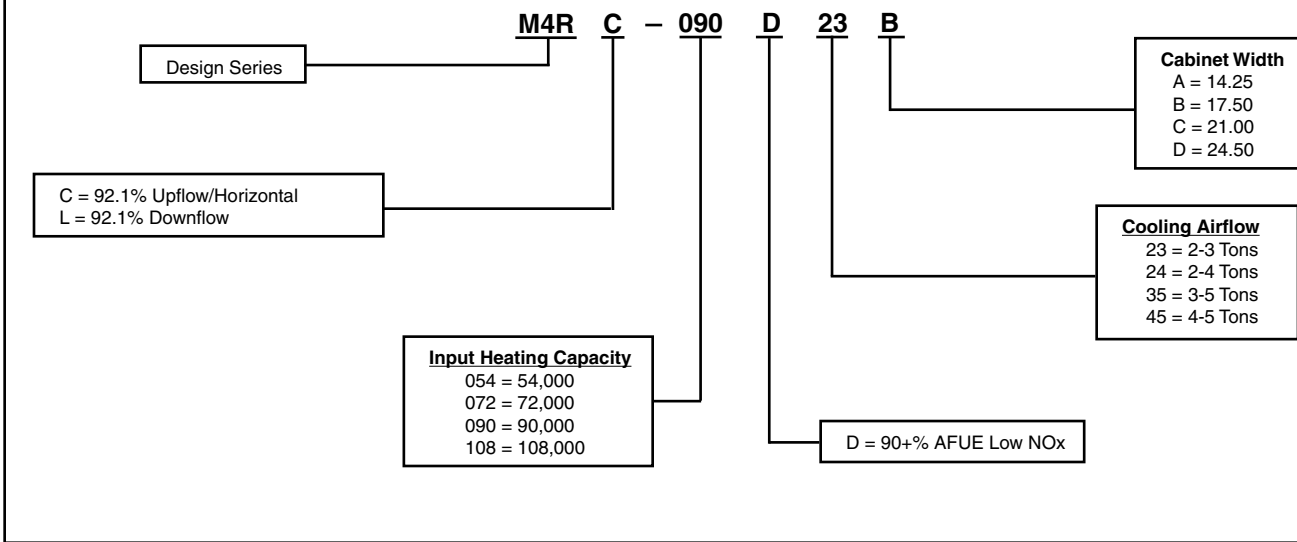 M4R C – 090 D 23 B
Design Series
Cabinet Width
A = 14.25
B = 17.50
C = 21.00
D = 24.50
C = 92.1% Upflow/Horizontal
L = 92.1% Downflow
Cooling Airflow
23 = 2-3 Tons
24 = 2-4 Tons
35 = 3-5 Tons
45 = 4-5 Tons
Input Heating Capacity
054 = 54,000
072 = 72,000
090 = 90,000
108 = 108,000
D = 90+% AFUE Low NOx